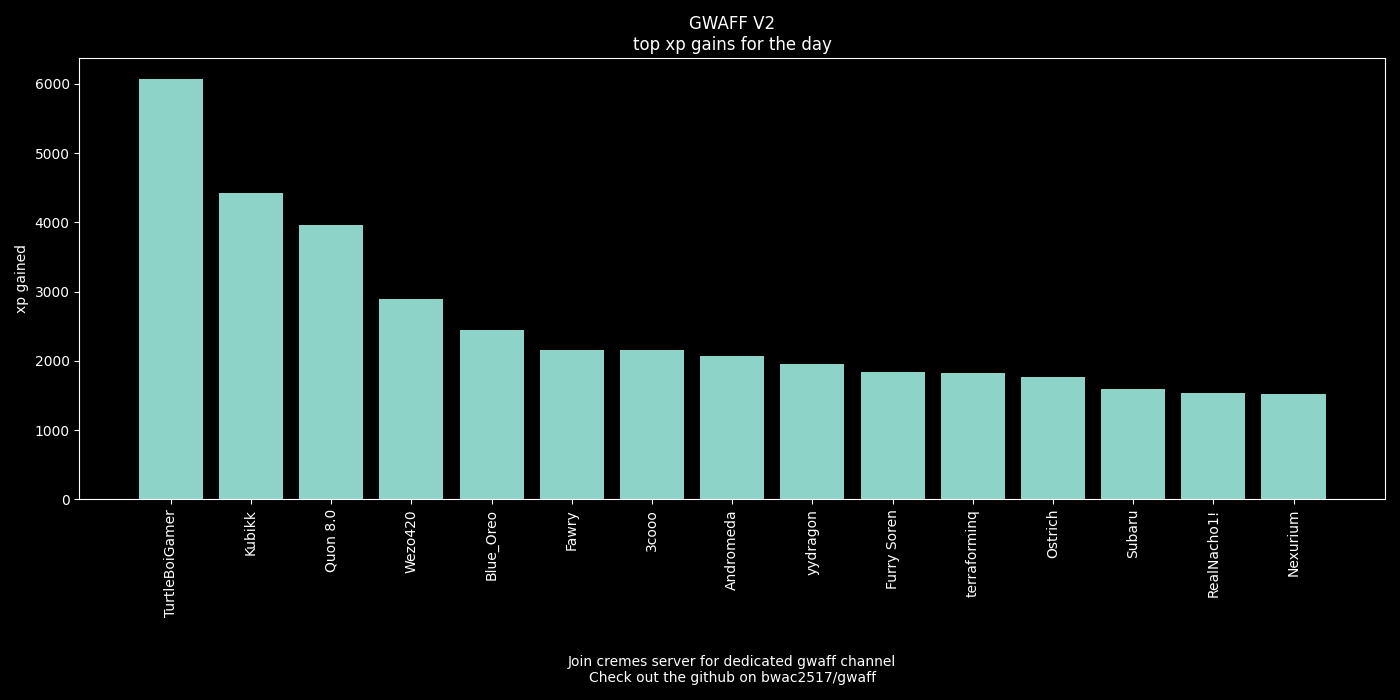 GWAFF V2
top xp gains for the day
xp gained
6000
5000
4000
3000
2000
1000
0
TurtleBoiGamer
Kubikk
Quon 8.0
Wezo420
Blue_Oreo
Fawry
3cooo
Andromeda
yydragon
Furry Soren
terraforminq
Ostrich
Subaru
RealNacho1!
Nexurium
Join cremes server for dedicated gwaff channel
Check out the github on bwac2517/gwaff